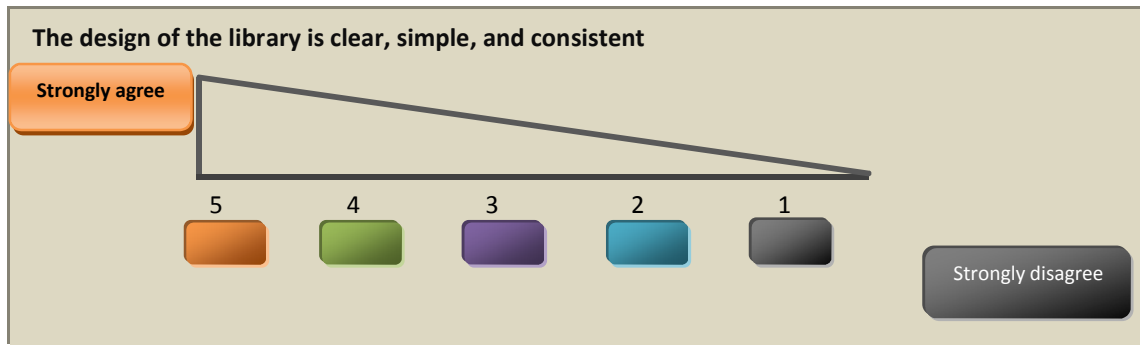 The design of the library is clear, simple, and consistent
Strongly agree
5 4 3 2 1
Strongly disagree